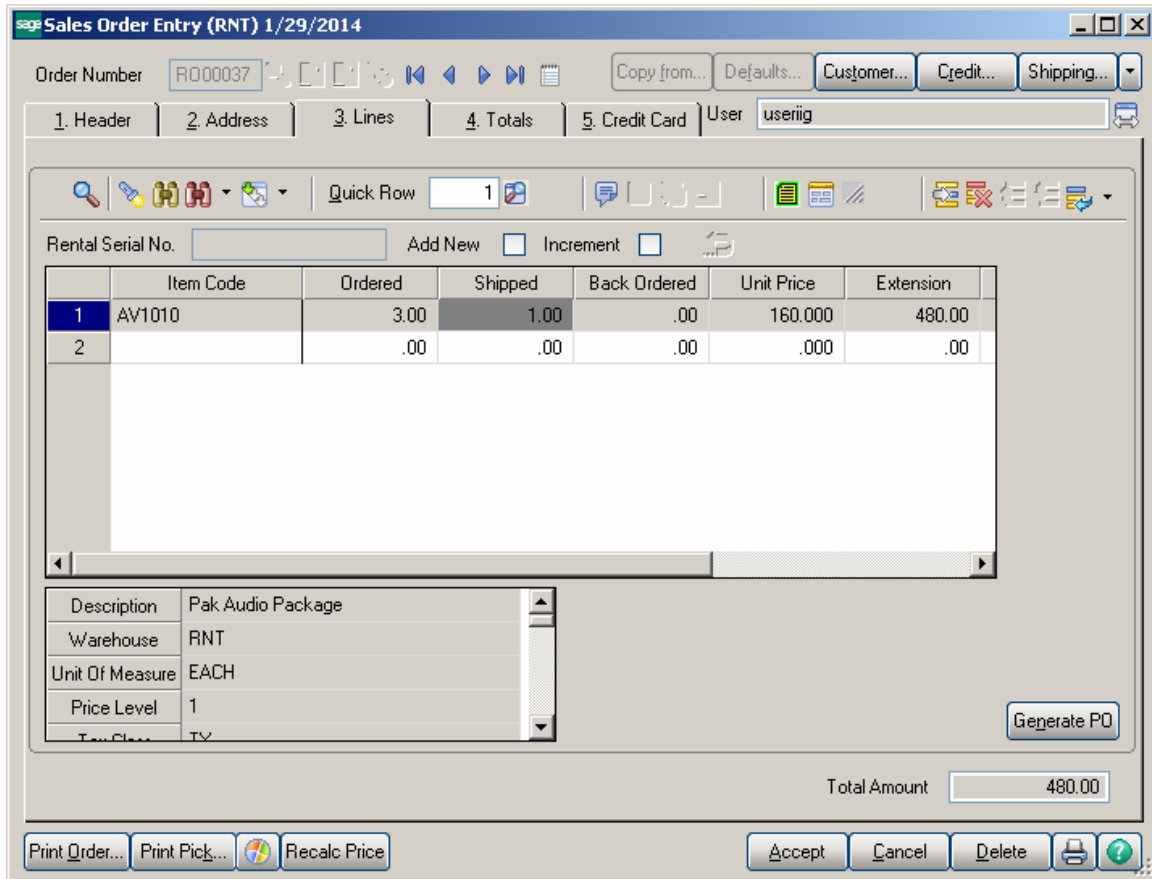 sage Sales Order Entry (RNT) 1/29/2014
Order Number RO00037 Copy from... Defaults... Customer... Credit... Shipping...
1. Header 2. Address 3. Lines 4. Totals 5. Credit Card User useriig
Quick Row 1
Rental Serial No. Add New Increment
Item Code Ordered Shipped Back Ordered Unit Price Extension
1 AV1010 3.00 1.00 .00 160.000 480.00
2 .00 .00 .00 .000 .00
Description Pak Audio Package
Warehouse RNT
Unit Of Measure EACH
Price Level 1
Generate PO
Total Amount 480.00
Print Order... Print Pick... Recalc Price Accept Cancel Delete